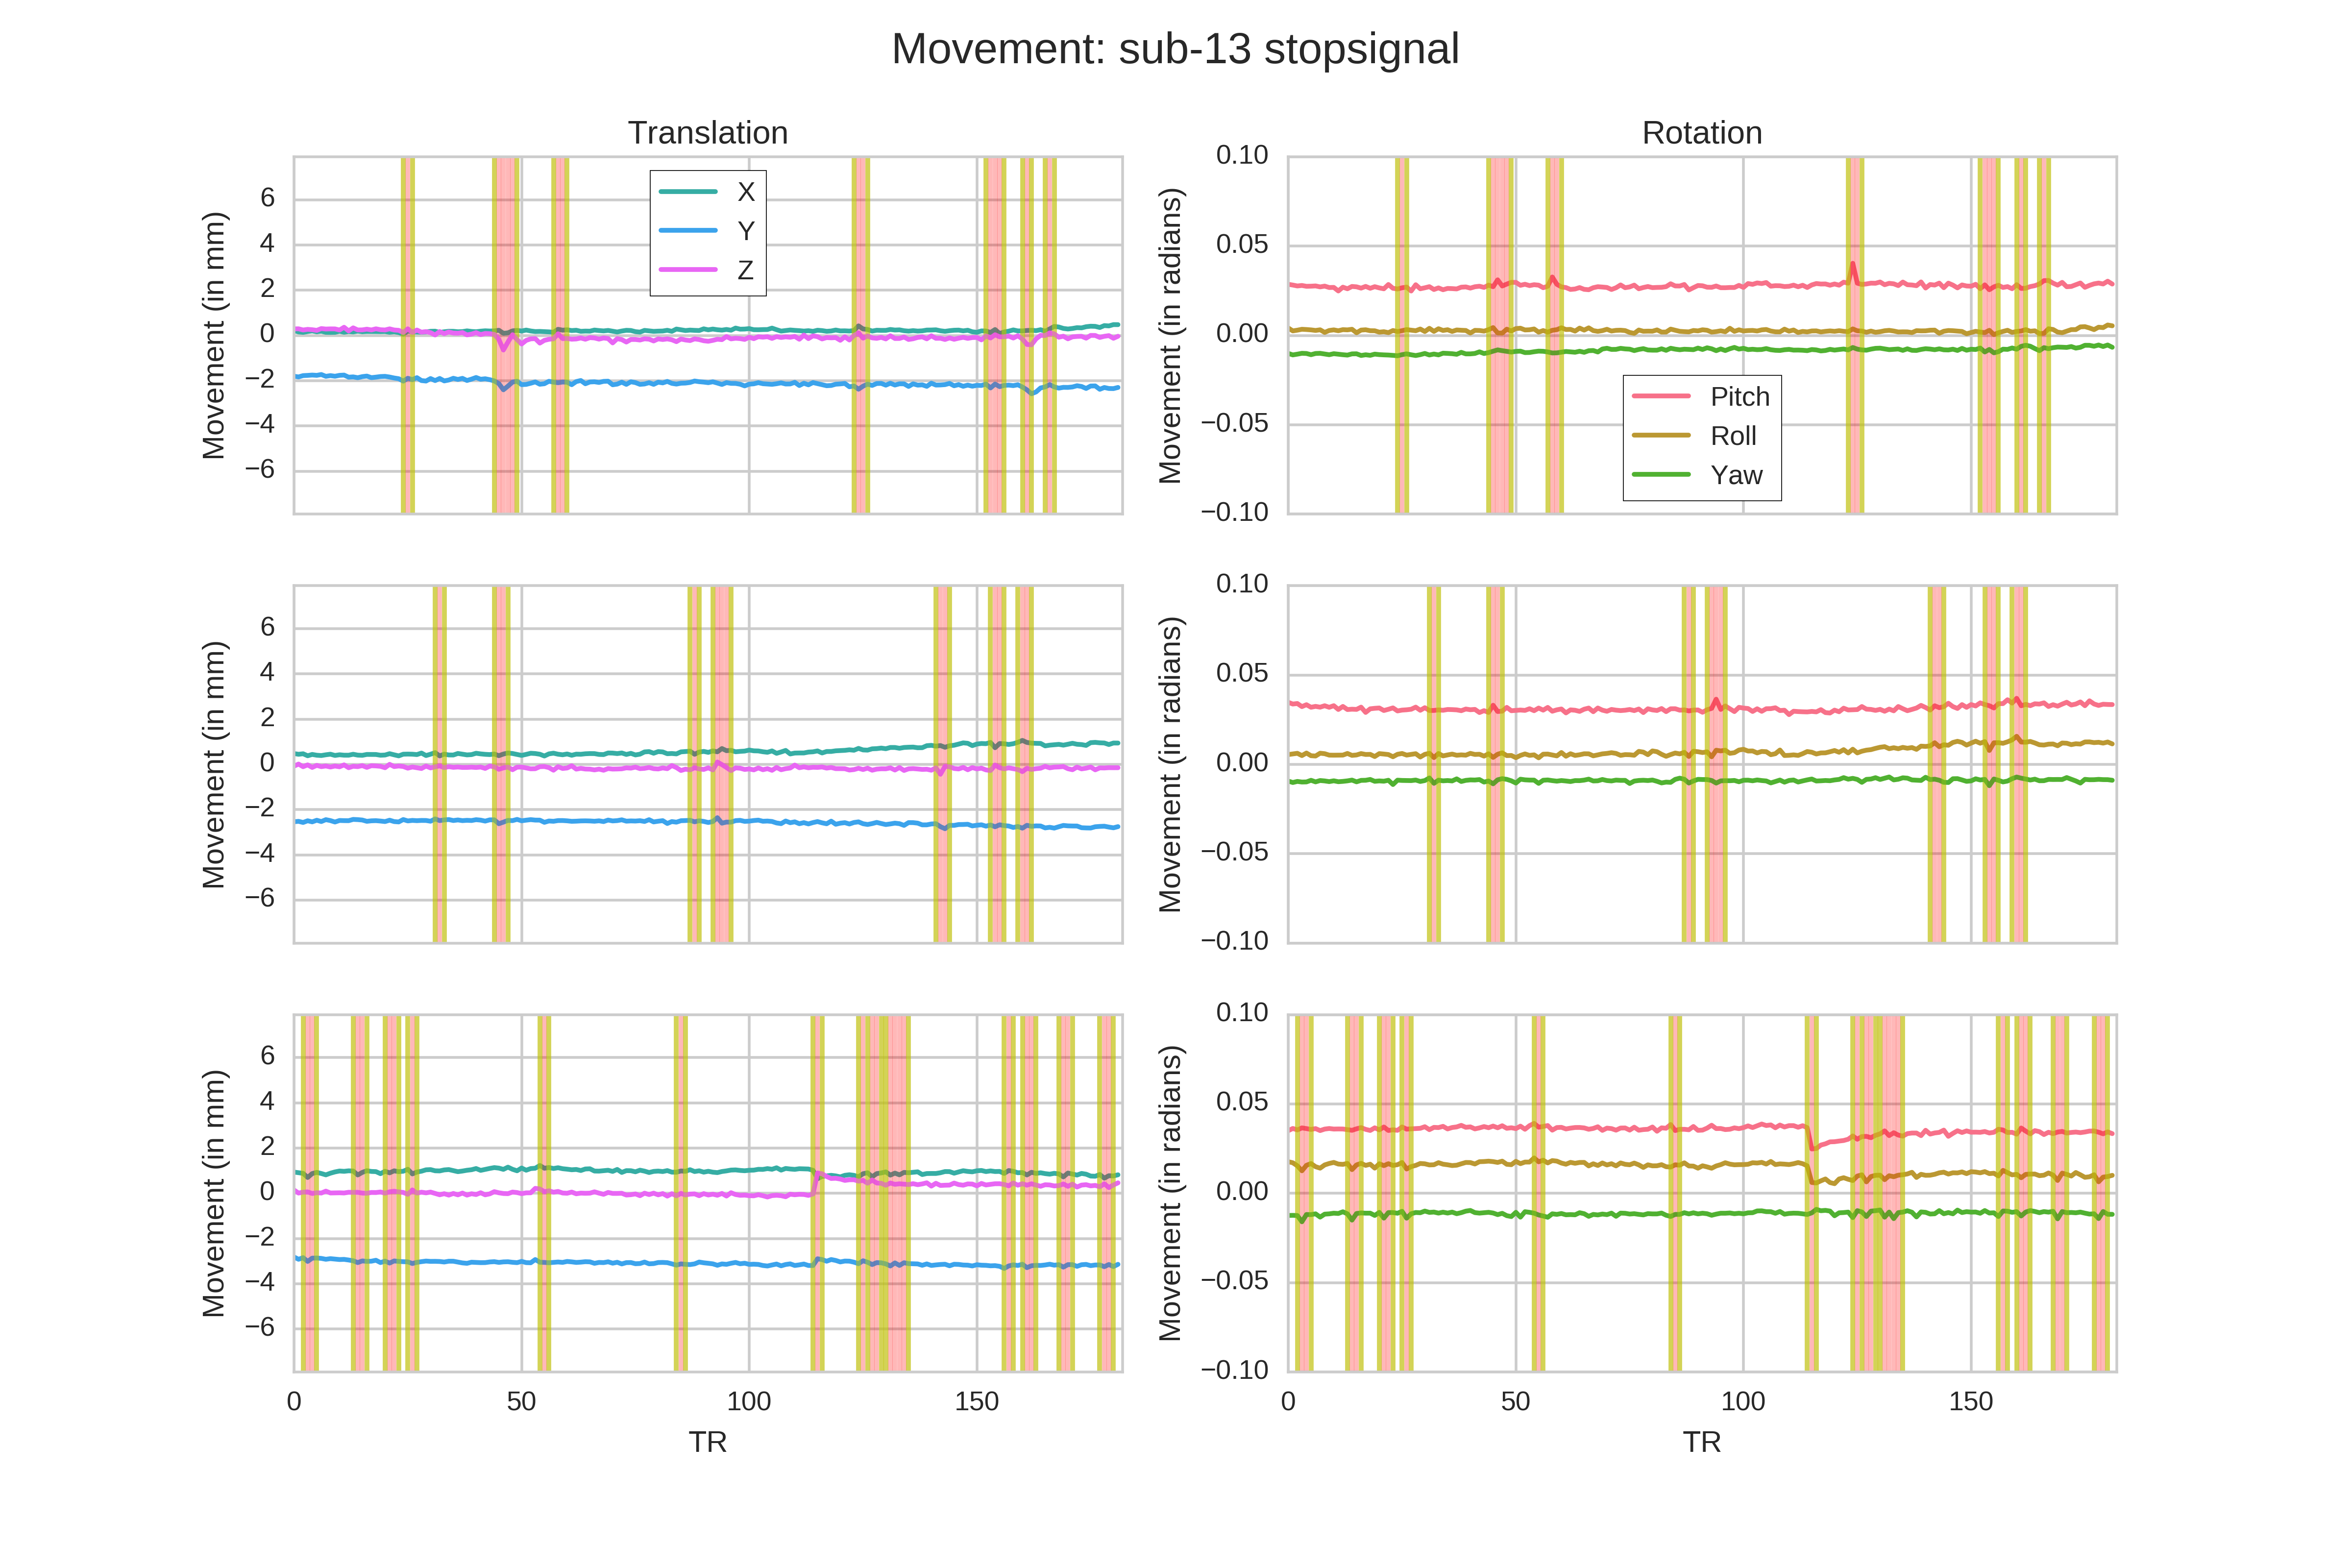 Movement: sub-13 stopsignal
Translation
Rotation
Movement (in mm)
6
4
2
0
−2
−4
−6
X
Y
Z
Movement (in radians)
0.10
0.05
0.00
−0.05
−0.10
Pitch
Roll
Yaw
Movement (in mm)
6
4
2
0
−2
−4
−6
Movement (in radians)
0.10
0.05
0.00
−0.05
−0.10
Movement (in mm)
6
4
2
0
−2
−4
−6
0 50 100 150
TR
Movement (in radians)
0.10
0.05
0.00
−0.05
−0.10
0 50 100 150
TR